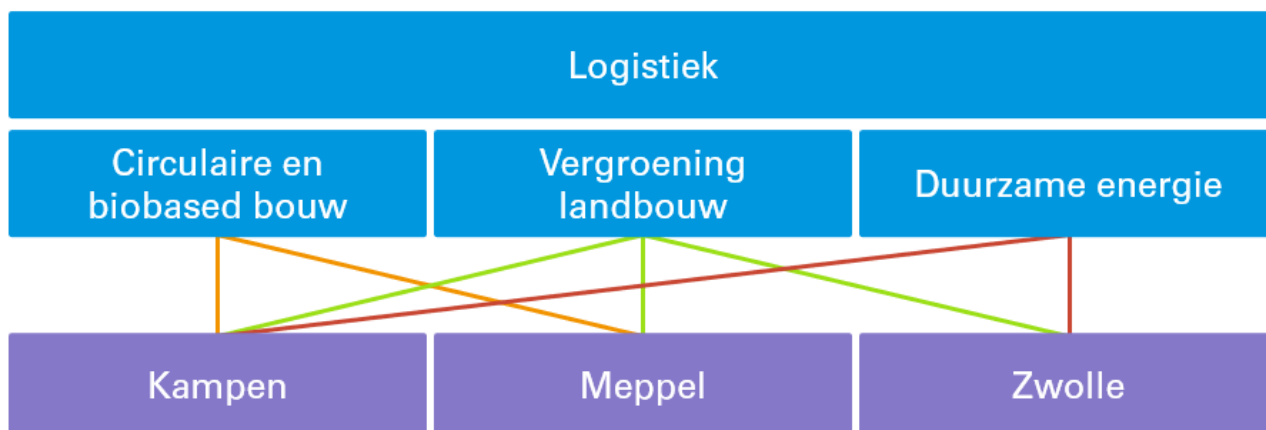 Logistiek
Circulaire en
biobased bouw
Vergroening
landbouw
Duurzame energie
Kampen
Meppel
Zwolle